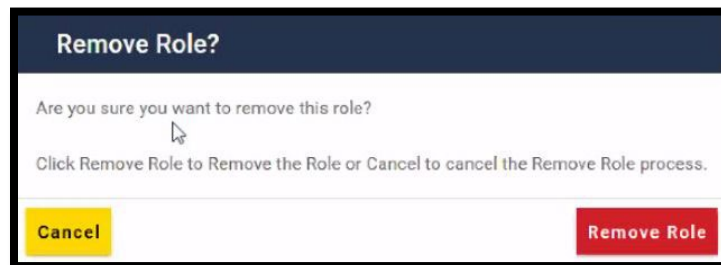 Remove Role?
Are you sure you want to remove this role?
Click Remove Role to Remove the Role or Cancel to cancel the Remove Role process.
Cancel
Remove Role